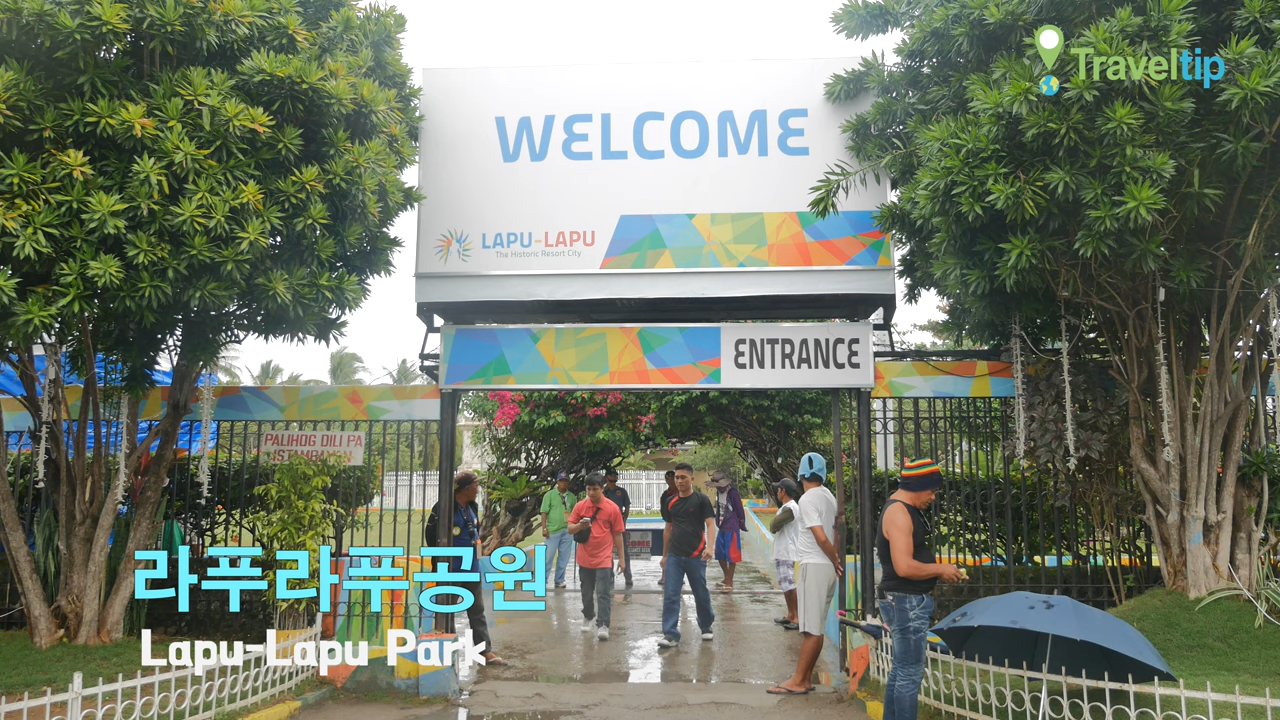 Traveltip
WELCOME
LAPU-LAPU
The Historic Resort City
ENTRANCE
PALIHOG DILI PA
ISTAMBAYAN
라푸라푸공원
Lapu-Lapu Park